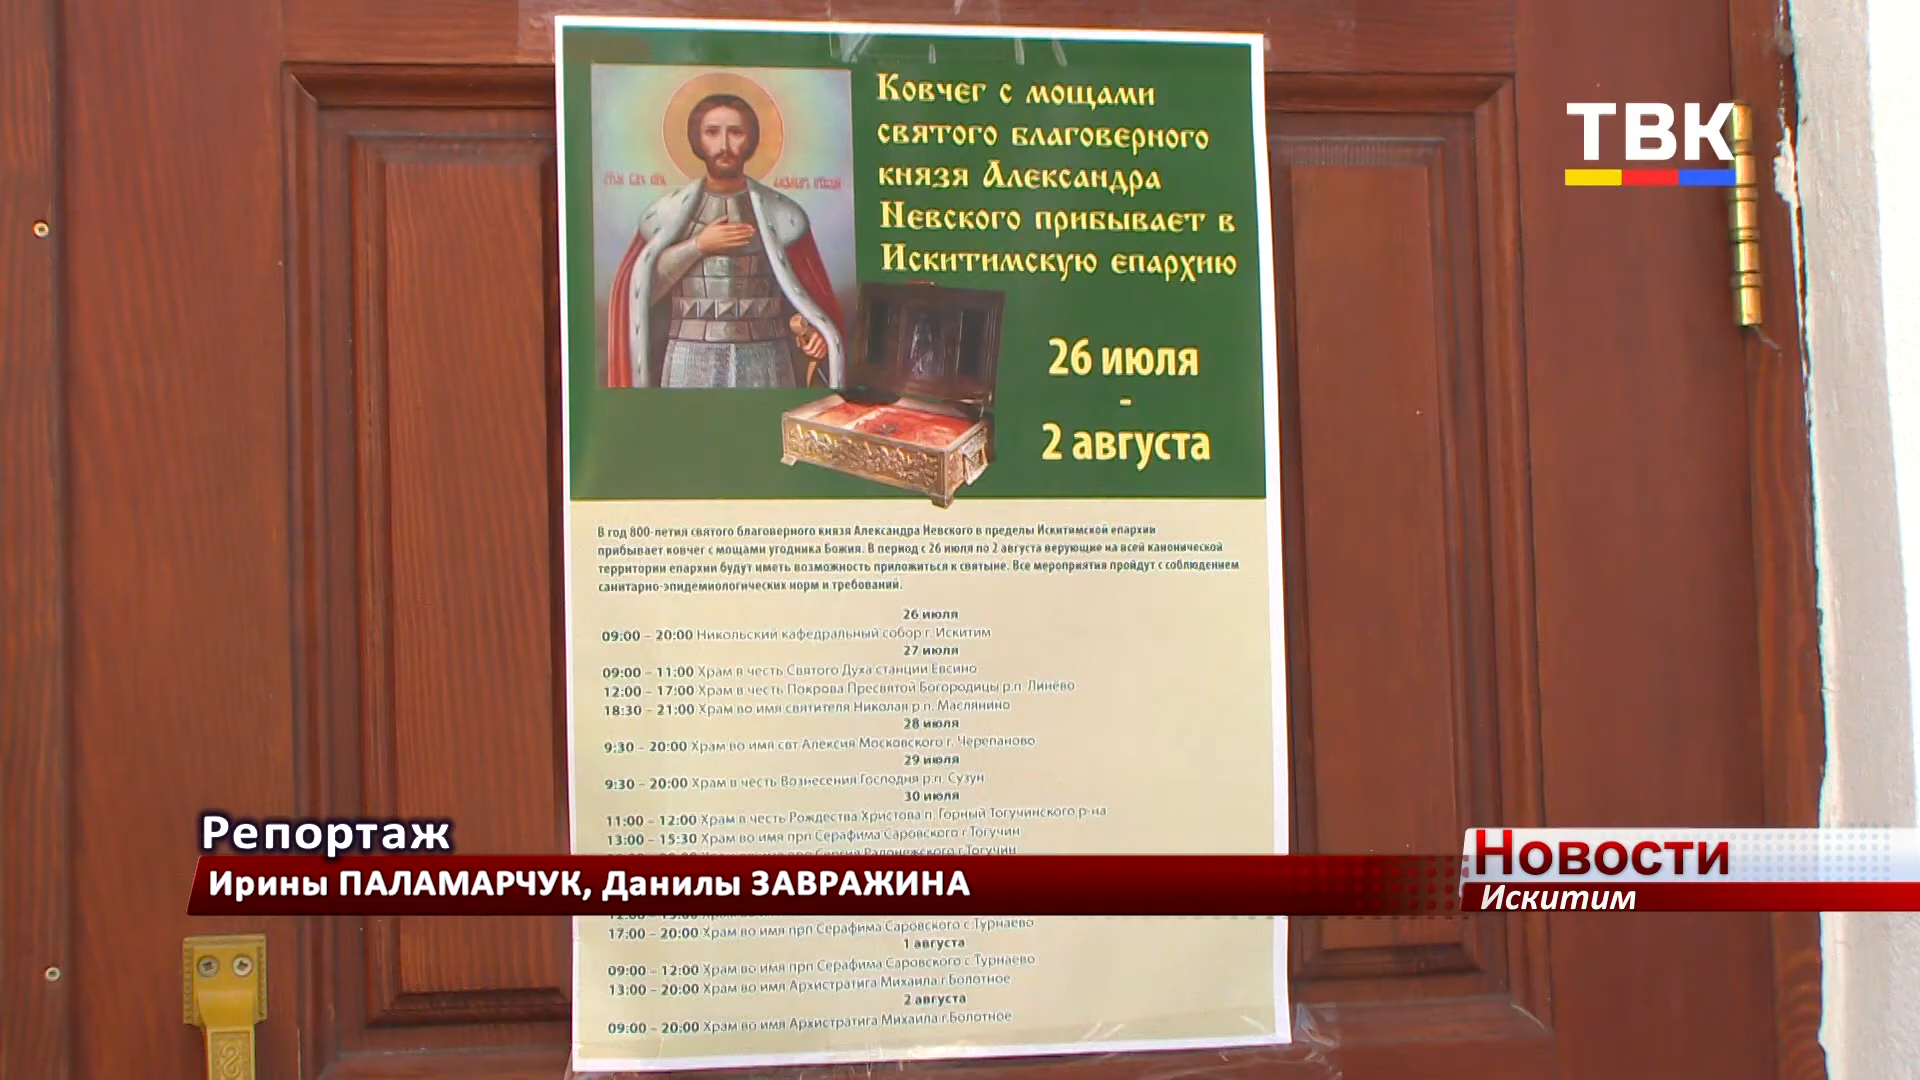 Ковчег с мощами
святого благоверного
князя Александра
Невского прибывает в
Искитимскую епархию
26 июля
-
2 августа
ТВК
В год 800-летия святого благоверного князя Александра Невского в пределы Искитимской епархии
прибывает ковчег с мощами угодника Божия. В период с 26 июля по 2 августа верующие на всей канонической
территории епархии будут иметь возможность приложиться к святыне. Все мероприятия пройдут с соблюдением
санитарно-эпидемиологических норм и требований.
26 июля
09:00 – 20:00 Никольский кафедральный собор г. Искитим
27 июля
09:00 – 11:00 Храм в честь Святого Духа станции Евсино
12:00 – 17:00 Храм в честь Покрова Пресвятой Богородицы р.п. Линёво
18:30 – 21:00 Храм во имя святителя Николая р.п. Маслянино
28 июля
9:30 – 20:00 Храм во имя свт Алексия Московского г. Черепаново
29 июля
9:30 – 20:00 Храм в честь Вознесения Господня р.п. Сузун
30 июля
11:00 – 12:00 Храм в честь Рождества Христова п. Горный Тогучинского р-на
13:00 – 15:30 Храм во имя прп Серафима Саровского г.Тогучин
Сергия Радонежского г.Тогучин
Репортаж
Ирины ПАЛАМАРЧУК, Данилы ЗАВРАЖИНА
Новости
Искитим
17:00 – 20:00 Храм во имя прп Серафима Саровского с.Турнаево
1 августа
09:00 – 12:00 Храм во имя прп Серафима Саровского с.Турнаево
13:00 – 20:00 Храм во имя Архистратига Михаила г.Болотное
2 августа
09:00 – 20:00 Храм во имя Архистратига Михаила г.Болотное